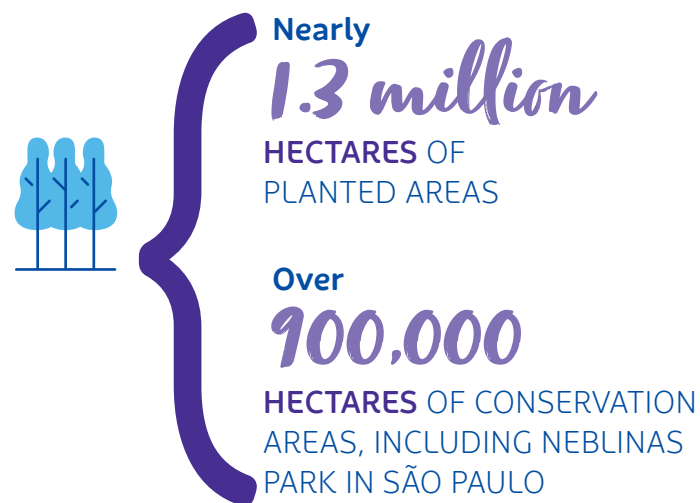 Nearly
1.3 million
HECTARES OF
PLANTED AREAS
Over
900,000
HECTARES OF CONSERVATION
AREAS, INCLUDING NEBLINAS
PARK IN SÃO PAULO